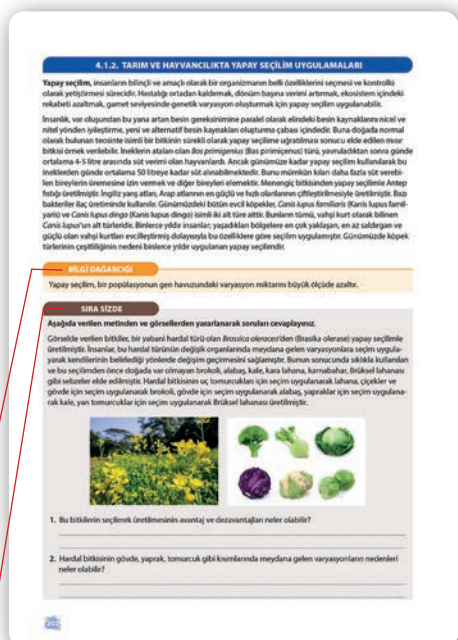 4.1.2. TARIM VE HAYVANCILIKTA YAPAY SEÇİLİM UYGULAMALARI
Yapay seçilim, insanların bilinçli ve amaçlı olarak bir organizmanın belli özelliklerini seçmesi ve kontrollü
olarak yetiştirmesi sürecidir. Hastalığı ortadan kaldırmak, dönüm başına verimi artırmak, ekosistem içindeki
rekabeti azaltmak, gamet seviyesinde genetik varyasyon oluşturmak için yapay seçilim uygulanabilir.
İnsanlık, var oluşundan bu yana artan besin gereksinimine paralel olarak elindeki besin kaynaklarını nicel ve
nitel yönden iyileştirme, yeni ve alternatif besin kaynakları oluşturma çabası içindedir. Buna doğada normal
olarak bulunan teosinte isimli bir bitkinin sürekli olarak yapay seçilime uğratılması sonucu elde edilen mısır
bitkisi örnek verilebilir. İneklerin ataları olan Bos primigenius (Bas pirimigenus) türü, yavruladıktan sonra günde
ortalama 4-5 litre arasında süt verimi olan hayvanlardı. Ancak günümüze kadar yapay seçilim kullanılarak bu
ineklerden günde ortalama 50 litreye kadar süt alınabilmektedir. Bunu mümkün kılan daha fazla süt verebi-
len bireylerin üremesine izin vermek ve diğer bireyleri elemektir. Menengiç bitkisinden yapay seçilimle Antep
fıstığı üretilmiştir. İngiliz yarış atları, Arap atlarının en güçlü ve hızlı olanlarının çiftleştirilmesiyle üretilmiştir. Bazı
bakteriler ilaç üretiminde kullanılır. Günümüzdeki bütün evcil köpekler, Canis lupus familiaris (Kanis lupus famil-
yaris) ve Canis lupus dingo (Kanis lupus dingo) isimli iki alt türe aittir. Bunların tümü, vahşi kurt olarak bilinen
Canis lupus'un alt türleridir. Binlerce yıldır insanlar; yaşadıkları bölgelere en çok yaklaşan, en az saldırgan ve
güçlü olan vahşi kurtları evcilleştirmiş dolayısıyla bu özelliklere göre seçilim uygulamıştır. Günümüzde köpek
türlerinin çeşitliliğinin nedeni binlerce yıldır uygulanan yapay seçilimdir.
BİLGİ DAĞARCIĞI
Yapay seçilim, bir popülasyonun gen havuzundaki varyasyon miktarını büyük ölçüde azaltır.
SIRA SİZDE
Aşağıda verilen metinden ve görsellerden yararlanarak soruları cevaplayınız.
Görselde verilen bitkiler, bir yabani hardal türü olan Brassica oleracea'den (Brasika olerase) yapay seçilimle
üretilmiştir. İnsanlar, bu hardal türünün değişik organlarında meydana gelen varyasyonlara seçim uygula-
yarak kendilerinin belirlediği yönlerde değişim geçirmesini sağlamıştır. Bunun sonucunda sıklıkla kullanılan
ve bu seçilimden önce doğada var olmayan brokoli, alabaş, kale, kara lahana, karnabahar, Brüksel lahanası
gibi sebzeler elde edilmiştir. Hardal bitkisinin uç tomurcukları için seçim uygulanarak lahana, çiçekler ve
gövde için seçim uygulanarak brokoli, gövde için seçim uygulanarak alabaş, yapraklar için seçim uygulana-
rak kale, yan tomurcuklar için seçim uygulanarak Brüksel lahanası üretilmiştir.
1. Bu bitkilerin seçilerek üretilmesinin avantaj ve dezavantajları neler olabilir?
2. Hardal bitkisinin gövde, yaprak, tomurcuk gibi kısımlarında meydana gelen varyasyonların nedenleri
neler olabilir?